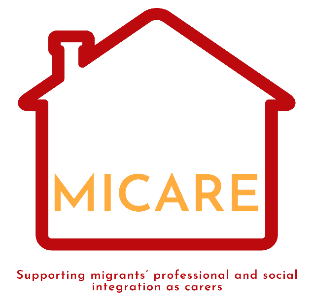 MICARE
Supporting migrants' professional and social
integration as carers